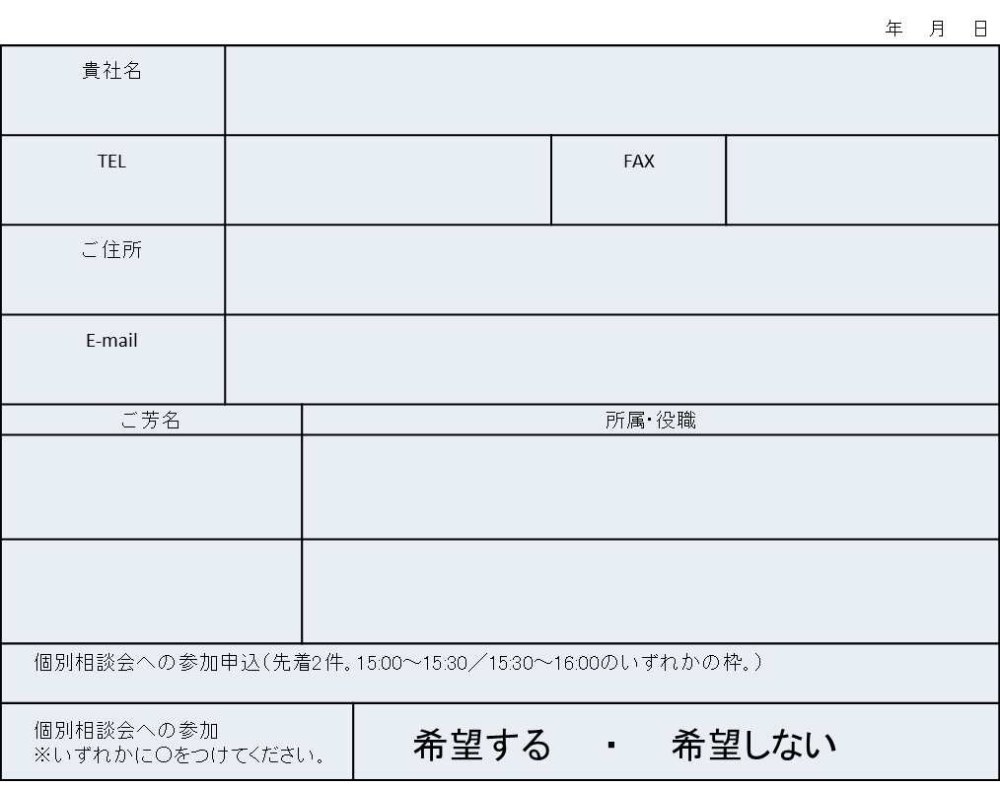 年 月 日
貴社名
TEL
FAX
ご住所
E-mail
ご芳名
所属・役職
個別相談会への参加申込(先着2件。15:00～15:30／15:30～16:00のいずれかの枠。)
個別相談会への参加
※いずれかに〇をつけてください。
希望する ・ 希望しない